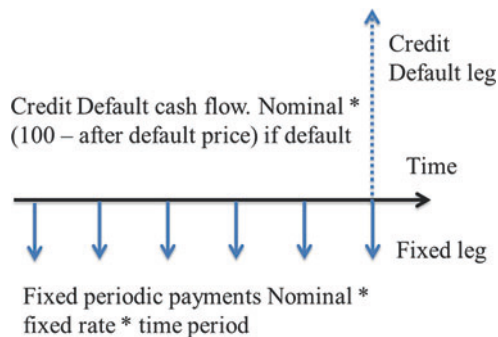 Credit
Default leg
Credit Default cash flow. Nominal *
(100 – after default price) if default
Time
Fixed leg
Fixed periodic payments Nominal *
fixed rate * time period